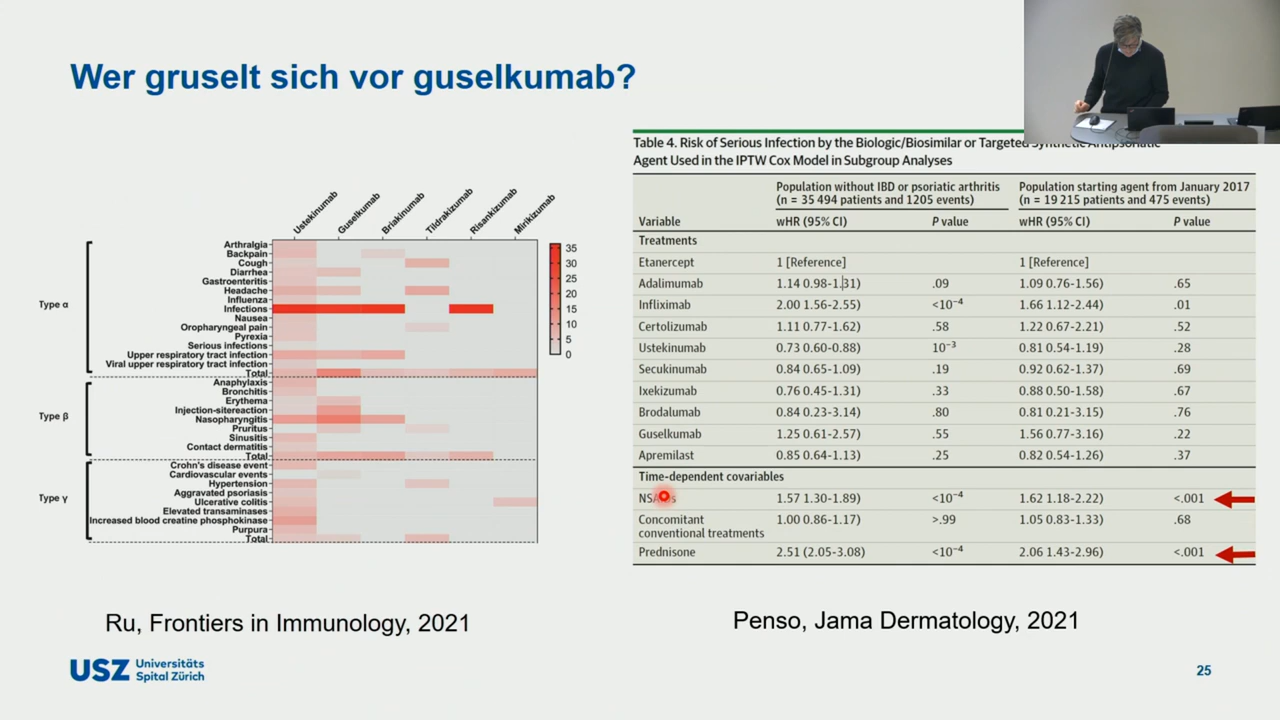 Wer gruselt sich vor guselkumab?
Ustekinumab
Guselkumab
Briakinumab
Tildrakizumab
Risankizumab
Mirikizumab
Type α
Arthralgia
Backpain
Cough
Diarrhea
Gastroenteritis
Headache
Influenza
Infections
Nausea
Oropharyngeal pain
Pyrexia
Serious infections
Upper respiratory tract infection
Viral upper respiratory tract infection
Total
Type β
Anaphylaxis
Bronchitis
Erythema
Injection-sitereaction
Nasopharyngitis
Pruritus
Sinusitis
Contact dermatitis
Total
Type γ
Crohn's disease event
Cardiovascular events
Hypertension
Aggravated psoriasis
Ulcerative colitis
Elevated transaminases
Increased blood creatine phosphokinase
Purpura
Total
35
30
25
20
15
10
5
0
Ru, Frontiers in Immunology, 2021
Table 4. Risk of Serious Infection by the Biologic/Biosimilar or Targeted
Agent Used in the IPTW Cox Model in Subgroup Analyses
Population without IBD or psoriatic arthritis Population starting agent from January 2017
(n = 35 494 patients and 1205 events) (n = 19 215 patients and 475 events)
Variable wHR (95% CI) P value wHR (95% CI) P value
Treatments
Etanercept 1 [Reference] 1 [Reference]
Adalimumab 1.14 0.98-1.31) .09 1.09 0.76-1.56) .65
Infliximab 2.00 1.56-2.55) <10⁻⁴ 1.66 1.12-2.44) .01
Certolizumab 1.11 0.77-1.62) .58 1.22 0.67-2.21) .52
Ustekinumab 0.73 0.60-0.88) 10⁻³ 0.81 0.54-1.19) .28
Secukinumab 0.84 0.65-1.09) .19 0.92 0.62-1.37) .69
Ixekizumab 0.76 0.45-1.31) .33 0.88 0.50-1.58) .67
Brodalumab 0.84 0.23-3.14) .80 0.81 0.21-3.15) .76
Guselkumab 1.25 0.61-2.57) .55 1.56 0.77-3.16) .22
Apremilast 0.85 0.64-1.13) .25 0.82 0.54-1.26) .37
Time-dependent covariables
1.57 1.30-1.89) <10⁻⁴ 1.62 1.18-2.22) <.001
Concomitant 1.00 0.86-1.17) >.99 1.05 0.83-1.33) .68
conventional treatments
Prednisone 2.51 (2.05-3.08) <10⁻⁴ 2.06 1.43-2.96) <.001
Penso, Jama Dermatology, 2021
USZ Universitäts
Spital Zürich
25